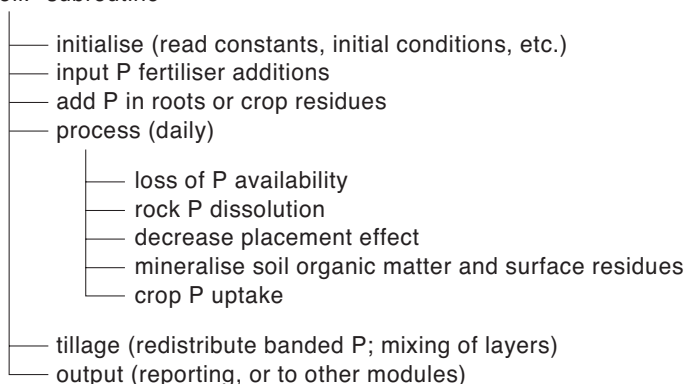 subroutine
initialise (read constants, initial conditions, etc.)
input P fertiliser additions
add P in roots or crop residues
process (daily)
loss of P availability
rock P dissolution
decrease placement effect
mineralise soil organic matter and surface residues
crop P uptake
tillage (redistribute banded P; mixing of layers)
output (reporting, or to other modules)